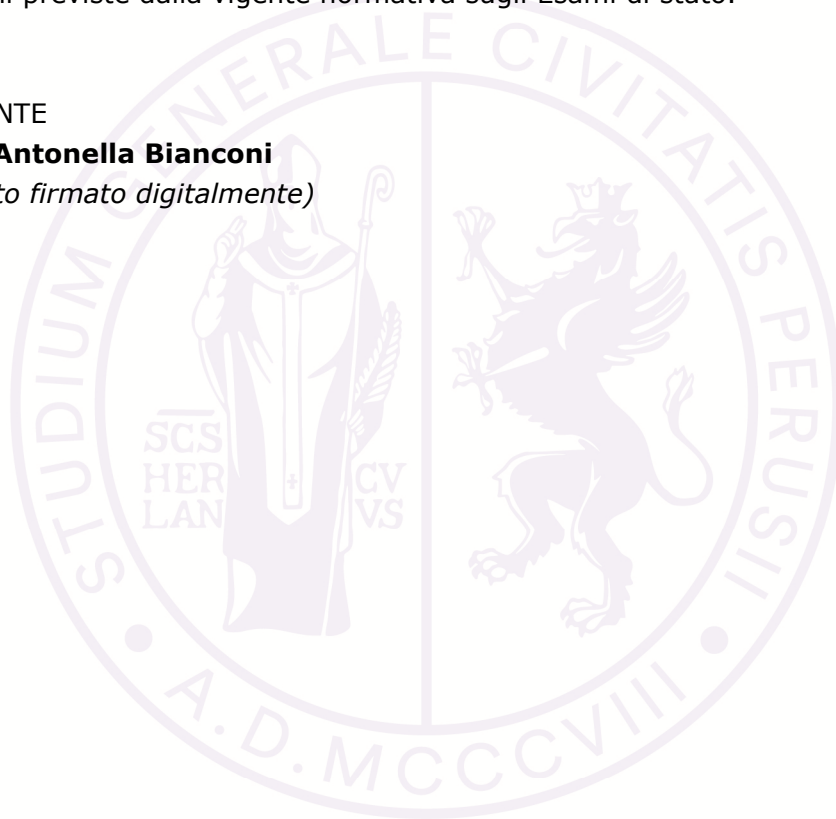 li previste dalla vigente normativa sugli Esami di stato.
NTE
Antonella Bianconi
to firmato digitalmente)
STUDIUM GENERALE CIVITATIS PERUSII
SCS
HER CV
LAN VS
• A.D. MCCCVIII •